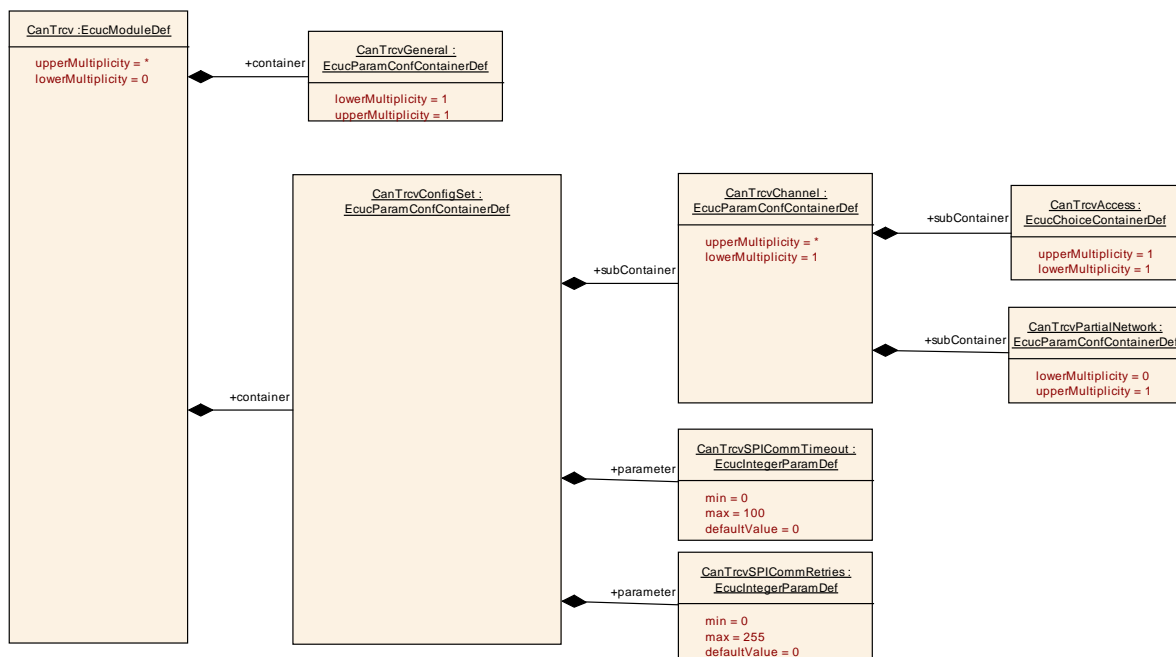 CanTrcv :EcucModuleDef
upperMultiplicity = *
lowerMultiplicity = 0
+container
CanTrcvGeneral :
EcucParamConfContainerDef
lowerMultiplicity = 1
upperMultiplicity = 1
+container
CanTrcvConfigSet :
EcucParamConfContainerDef
+subContainer
CanTrcvChannel :
EcucParamConfContainerDef
upperMultiplicity = *
lowerMultiplicity = 1
+subContainer
CanTrcvAccess :
EcucChoiceContainerDef
upperMultiplicity = 1
lowerMultiplicity = 1
+subContainer
CanTrcvPartialNetwork :
EcucParamConfContainerDef
lowerMultiplicity = 0
upperMultiplicity = 1
+parameter
CanTrcvSPICommTimeout :
EcucIntegerParamDef
min = 0
max = 100
defaultValue = 0
+parameter
CanTrcvSPICommRetries :
EcucIntegerParamDef
min = 0
max = 255
defaultValue = 0